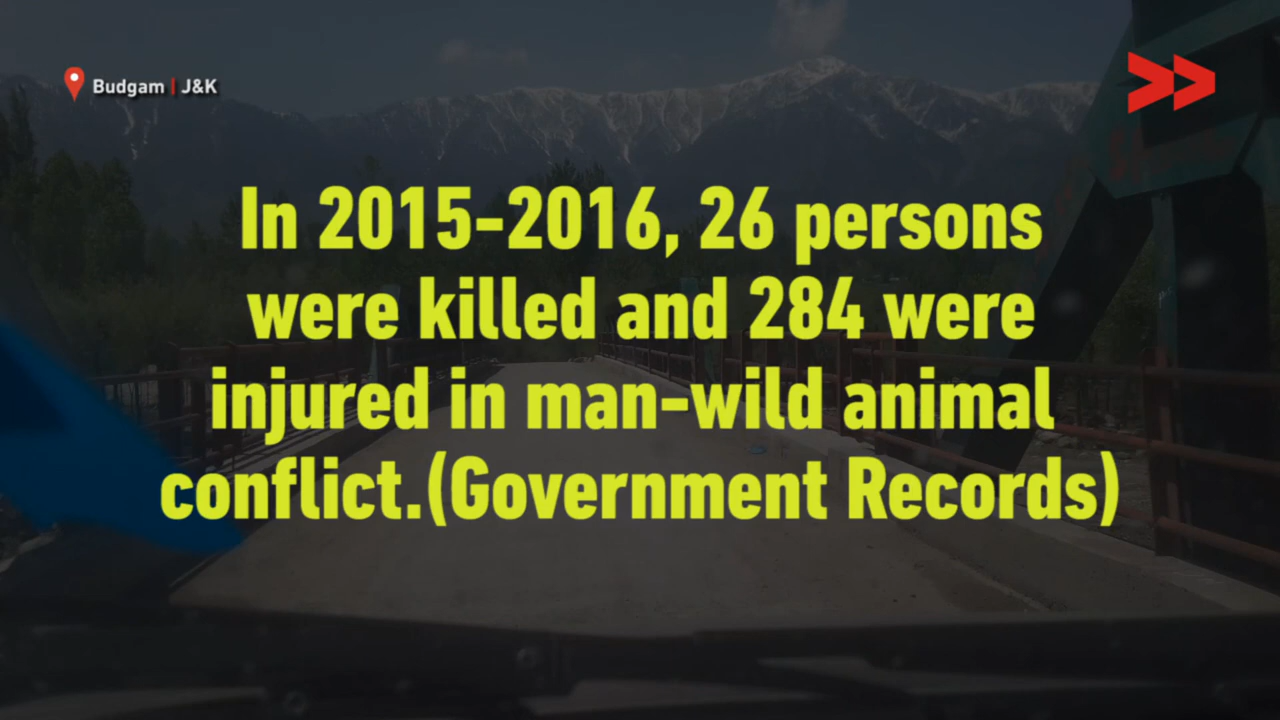 Budgam | J&K
In 2015-2016, 26 persons
were killed and 284 were
injured in man-wild animal
conflict.(Government Records)